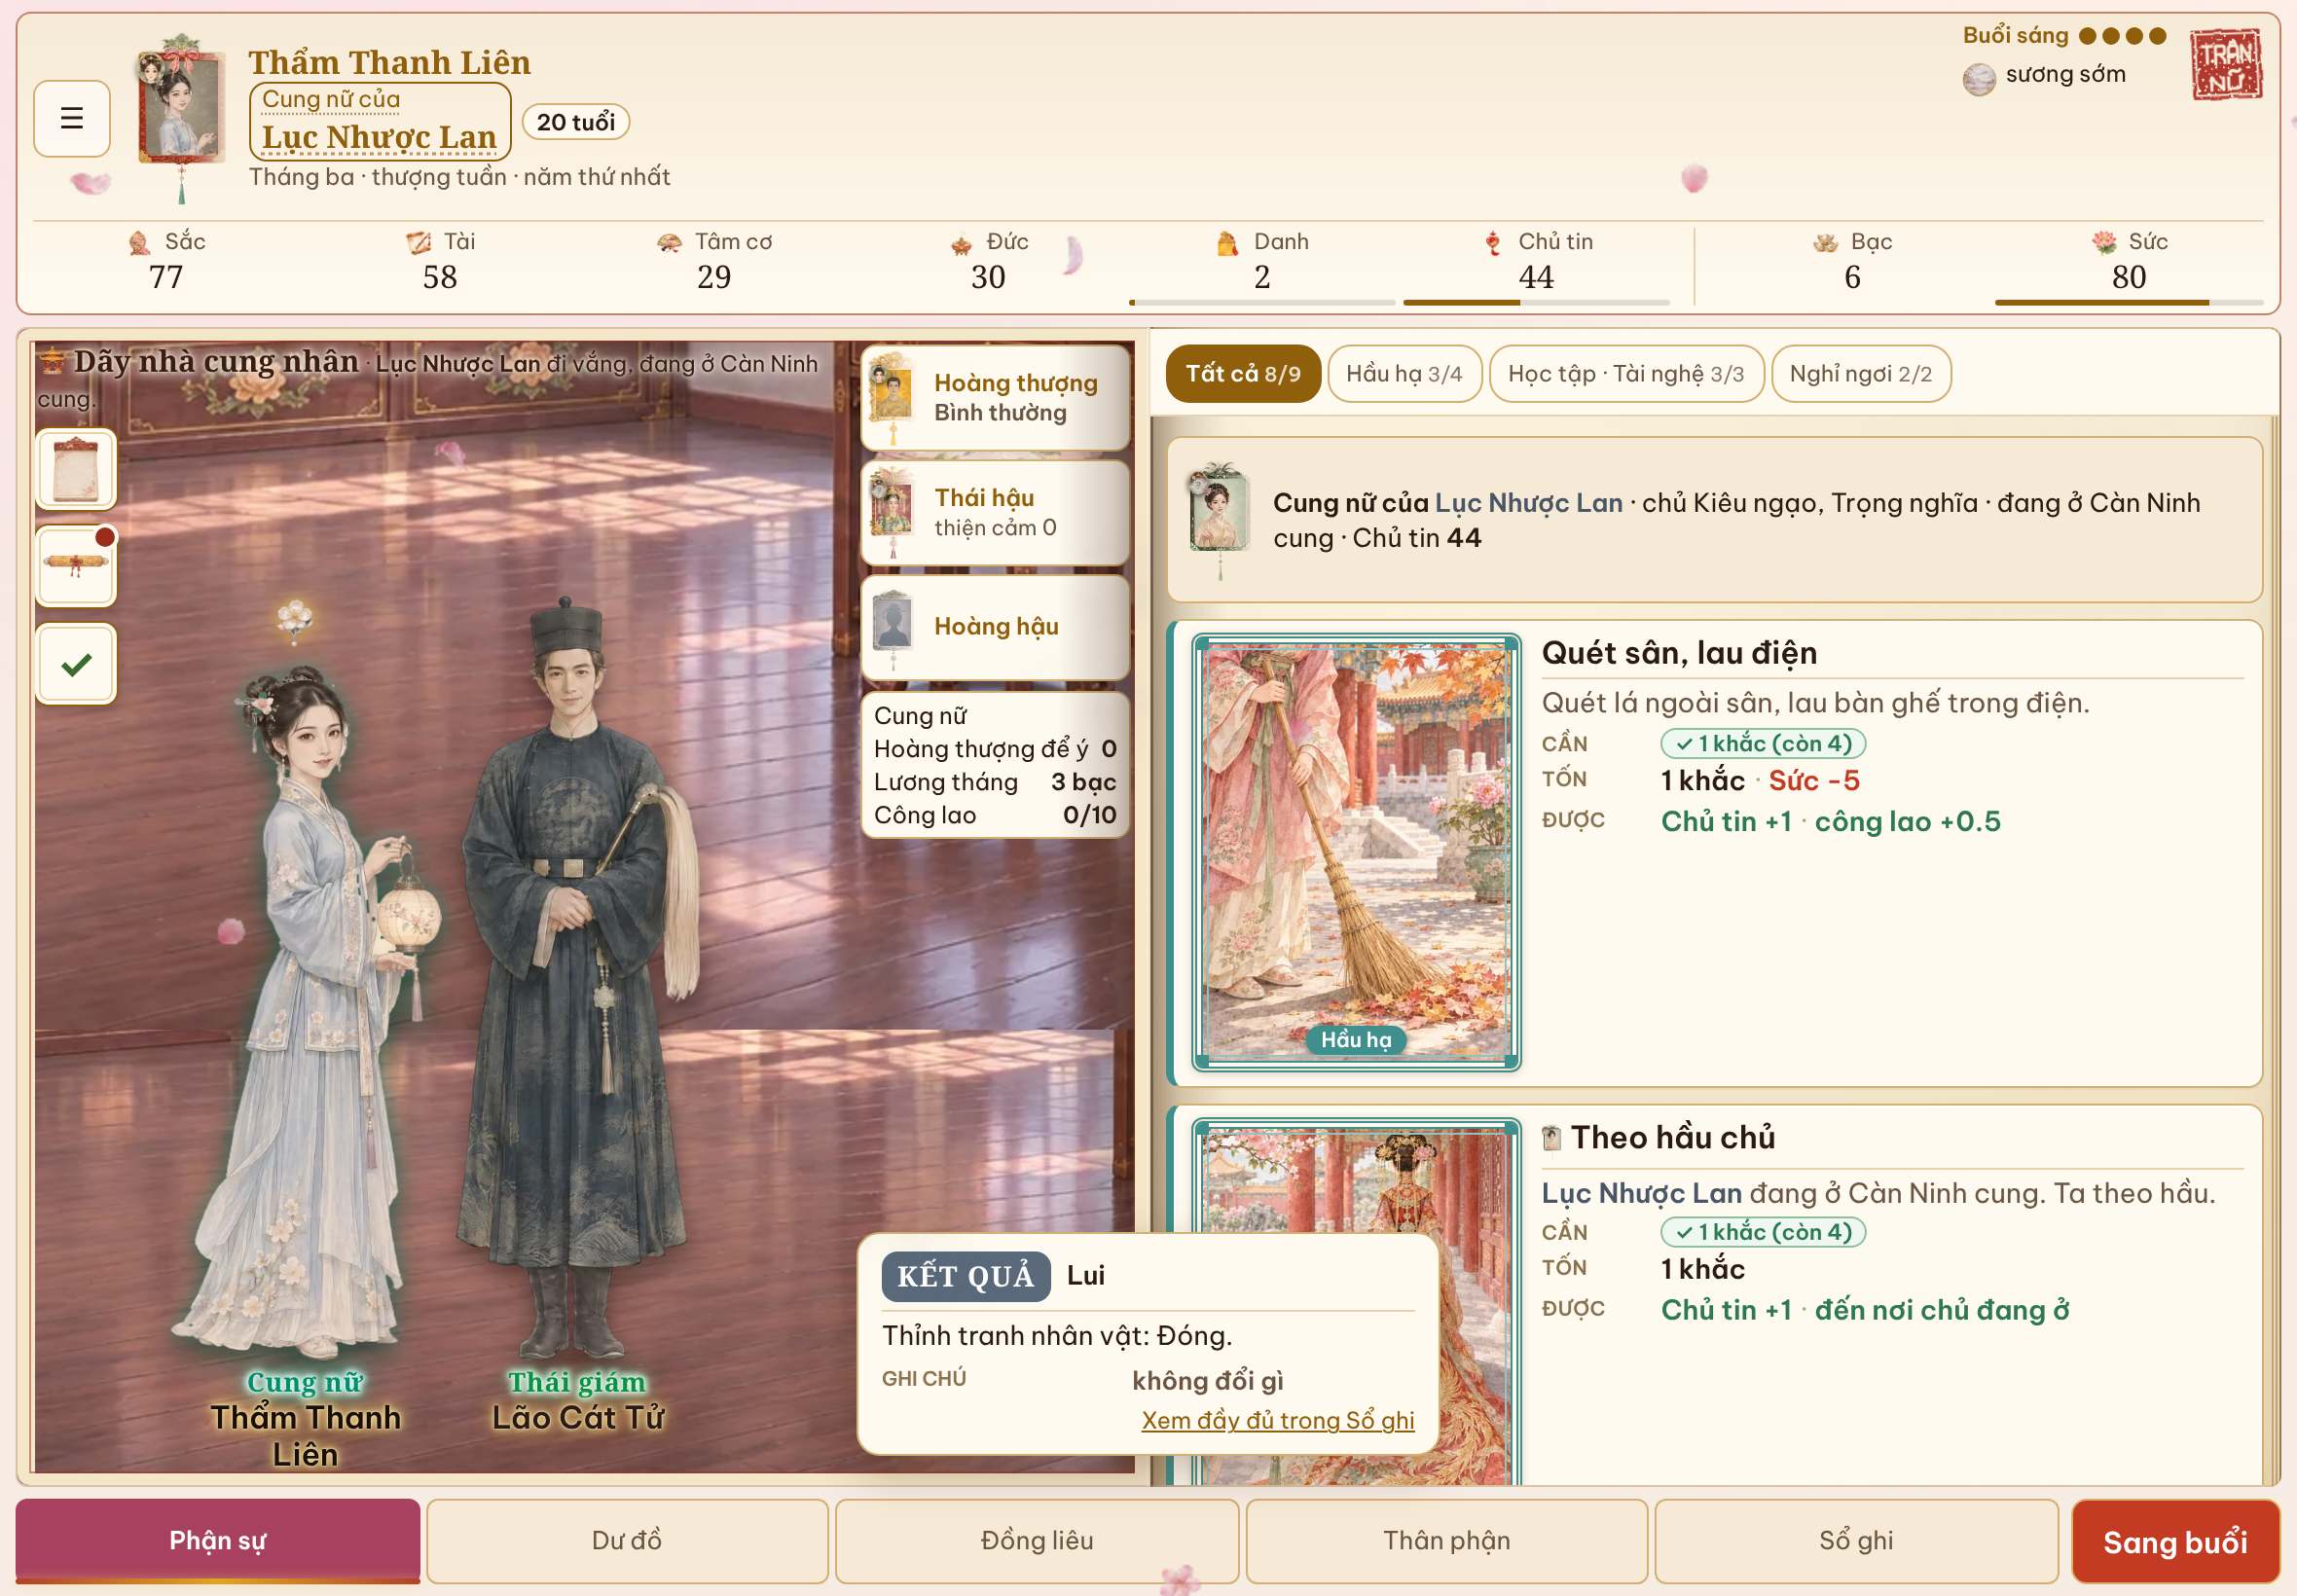 Thẩm Thanh Liên
Cung nữ của
Lục Nhược Lan
20 tuổi
Tháng ba · thượng tuần · năm thứ nhất
Buổi sáng
sương sớm
TRÂN
NỮ
Sắc
77
Tài
58
Tâm cơ
29
Đức
30
Danh
2
Chủ tin
44
Bạc
6
Sức
80
Dãy nhà cung nhân · Lục Nhược Lan đi vắng, đang ở Càn Ninh
cung.
Hoàng thượng
Bình thường
Thái hậu
thiện cảm 0
Hoàng hậu
Cung nữ
Hoàng thượng để ý 0
Lương tháng 3 bạc
Công lao 0/10
Cung nữ
Thẩm Thanh
Liên
Thái giám
Lão Cát Tử
Tất cả 8/9
Hầu hạ 3/4
Học tập · Tài nghệ 3/3
Nghỉ ngơi 2/2
Cung nữ của Lục Nhược Lan · chủ Kiêu ngạo, Trọng nghĩa · đang ở Càn Ninh
cung · Chủ tin 44
Hầu hạ
Quét sân, lau điện
Quét lá ngoài sân, lau bàn ghế trong điện.
CẦN ✓ 1 khắc (còn 4)
TỐN 1 khắc · Sức -5
ĐƯỢC Chủ tin +1 · công lao +0.5
Theo hầu chủ
Lục Nhược Lan đang ở Càn Ninh cung. Ta theo hầu.
CẦN ✓ 1 khắc (còn 4)
TỐN 1 khắc
ĐƯỢC Chủ tin +1 · đến nơi chủ đang ở
KẾT QUẢ Lui
Thỉnh tranh nhân vật: Đóng.
GHI CHÚ không đổi gì
Xem đầy đủ trong Sổ ghi
Phận sự
Dư đồ
Đồng liêu
Thân phận
Sổ ghi
Sang buổi